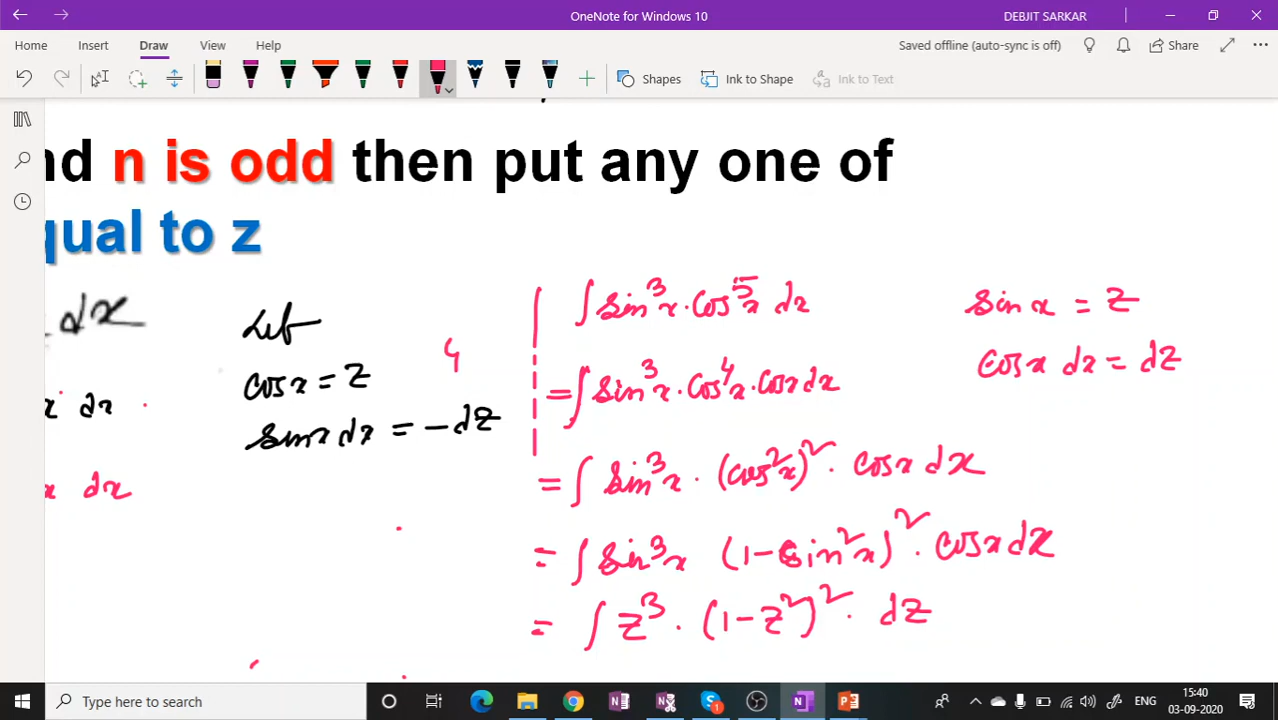 OneNote for Windows 10
DEBJIT SARKAR
Home Insert Draw View Help
Saved offline (auto-sync is off)
Share
Shapes
Ink to Shape
Ink to Text
nd n is odd then put any one of
qual to z
dx
Let
cos x = z
sin x dx = -dz
4
x dx
x dx
∫ sin³x · cos⁵x dx
= ∫ sin³x · cos⁴x · cos x dx
= ∫ sin³x · (cos²x)² · cos x dx
= ∫ sin³x (1 - sin²x)² · cos x dx
= ∫ z³ · (1 - z²)² · dz
sin x = z
cos x dx = dz
Type here to search
ENG
15:40
03-09-2020